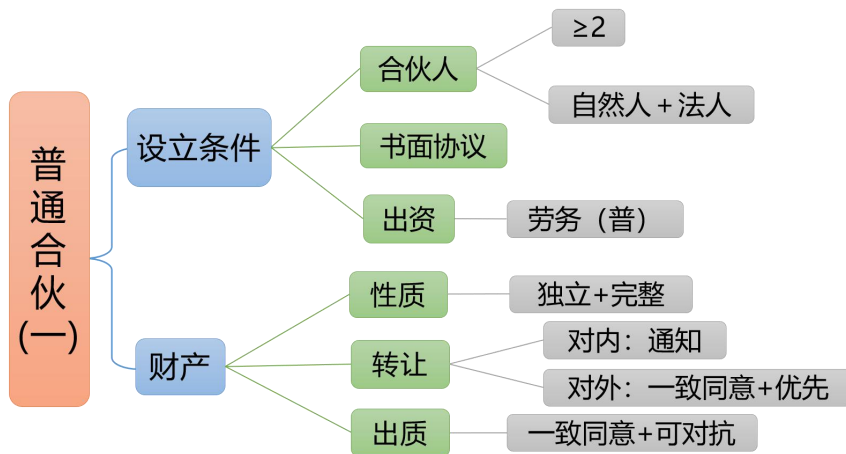 普通合伙(一)
设立条件
合伙人
≥2
自然人+法人
书面协议
出资
劳务（普）
财产
性质
独立+完整
转让
对内：通知
对外：一致同意+优先
出质
一致同意+可对抗